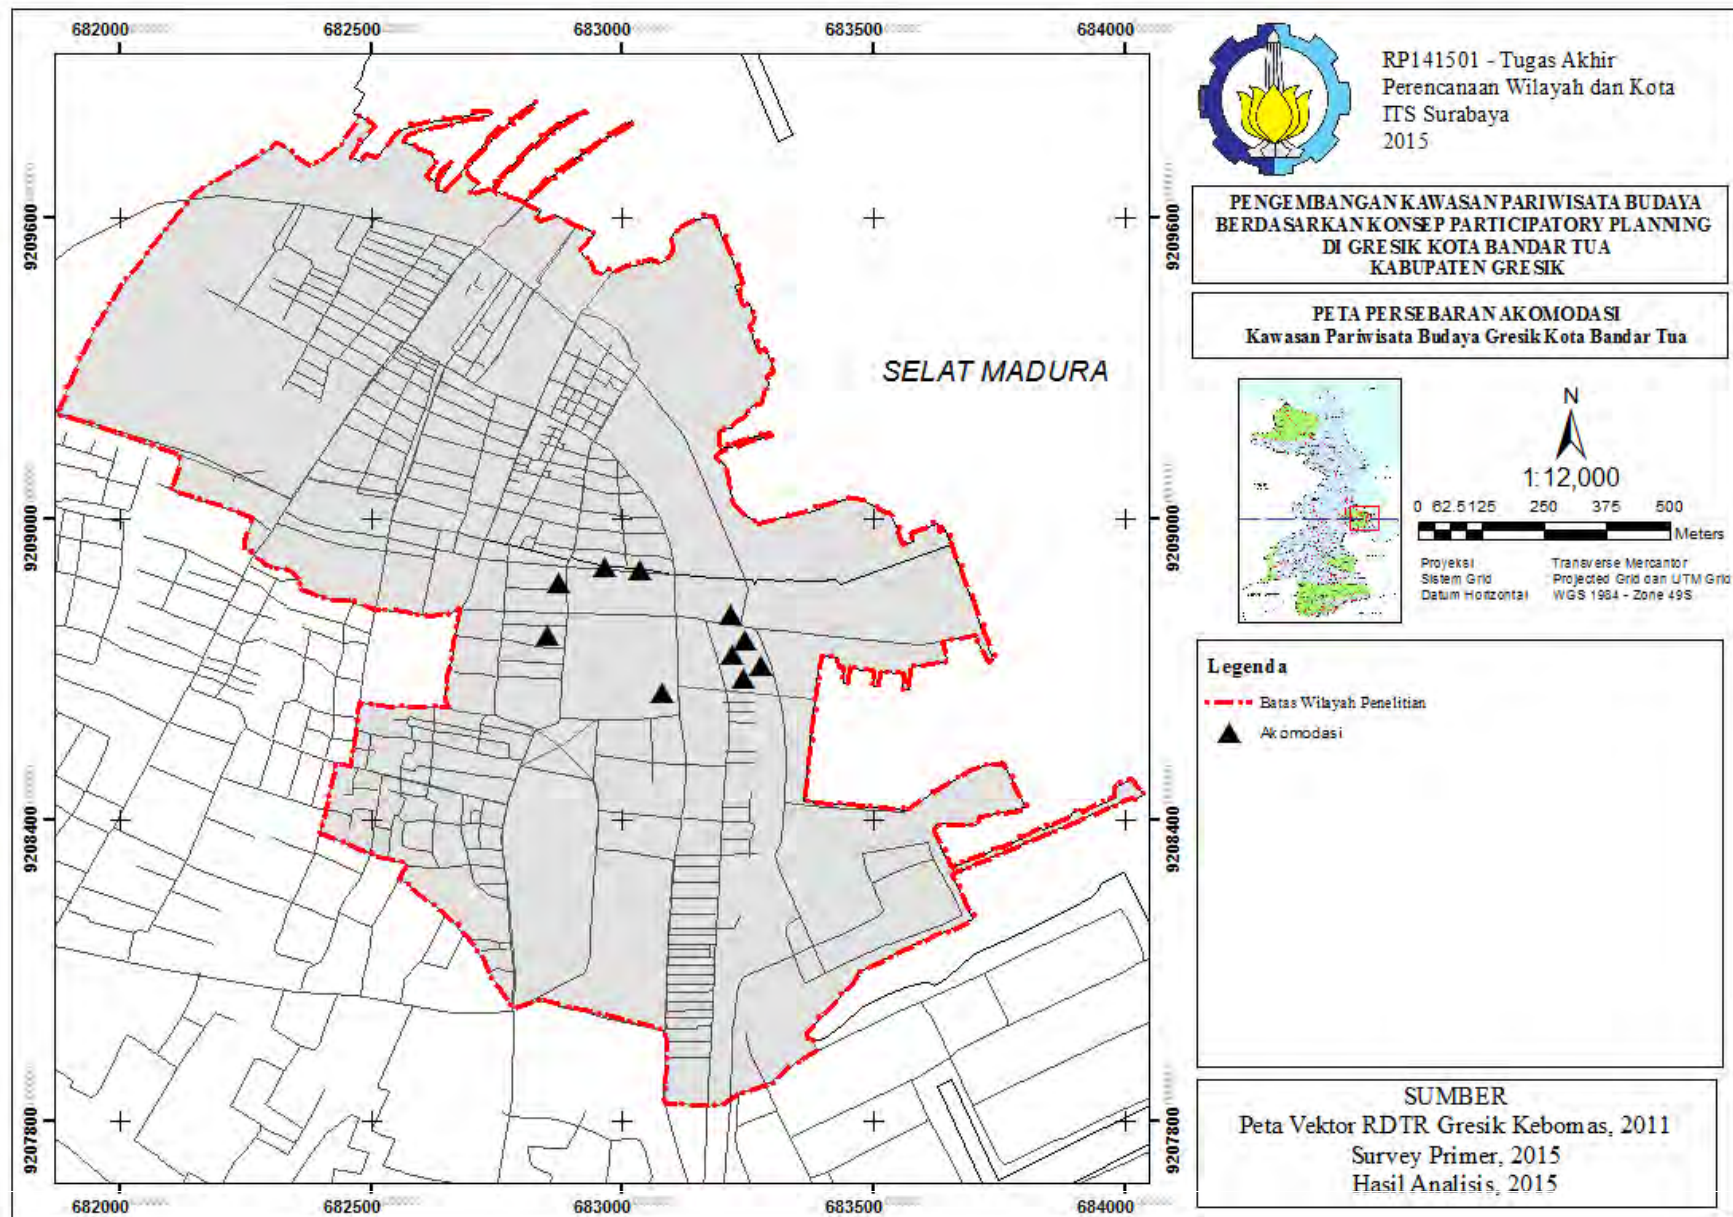 682000 682500 683000 683500 684000
RP141501 - Tugas Akhir
Perencanaan Wilayah dan Kota
ITS Surabaya
2015
PENGEMBANGAN KAWASAN PARIWISATA BUDAYA
BERDASARKAN KONSEP PARTICIPATORY PLANNING
DI GRESIK KOTA BANDAR TUA
KABUPATEN GRESIK
PETA PERSEBARAN AKOMODASI
Kawasan Pariwisata Budaya Gresik Kota Bandar Tua
SELAT MADURA
N
1:12,000
0 62.5 125 250 375 500
Meters
Proyeksi Transverse Mercantor
Sistem Grid Projected Grid dan UTM Grid
Datum Horizontal WGS 1984 - Zone 49S
Legenda
Batas Wilayah Penelitian
Akomodasi
SUMBER
Peta Vektor RDTR Gresik Kebomas, 2011
Survey Primer, 2015
Hasil Analisis, 2015
9209600
9209000
9208400
9207800
9209600
9209000
9208400
9207800
682000 682500 683000 683500 684000